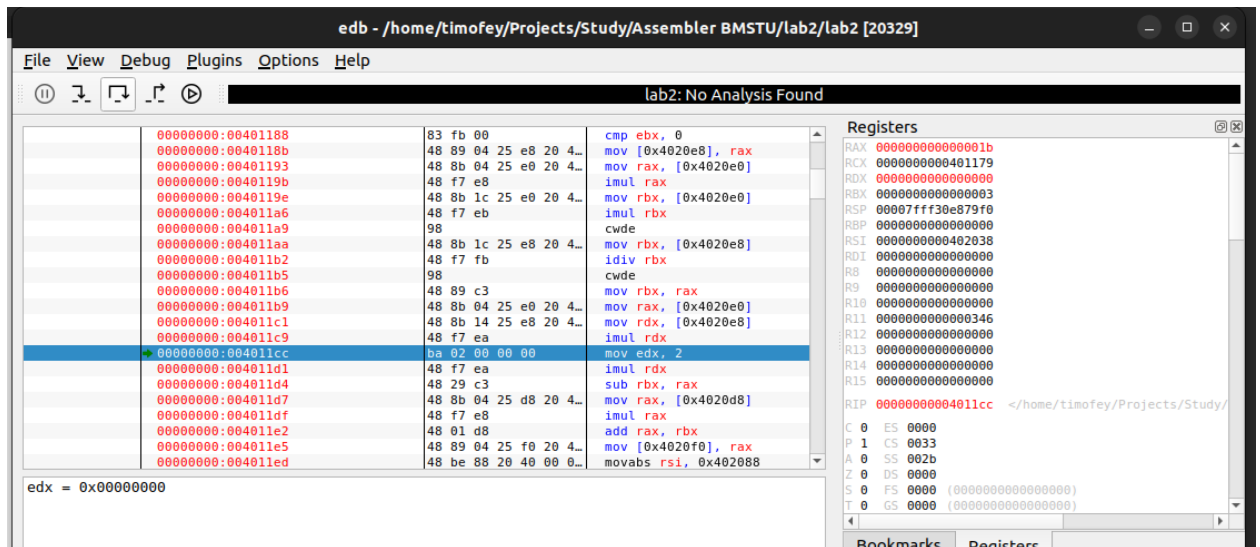 edb - /home/timofey/Projects/Study/Assembler BMSTU/lab2/lab2 [20329]
File View Debug Plugins Options Help
lab2: No Analysis Found
00000000:00401188 83 fb 00 cmp ebx, 0
00000000:0040118b 48 89 04 25 e8 20 4… mov [0x4020e8], rax
00000000:00401193 48 8b 04 25 e0 20 4… mov rax, [0x4020e0]
00000000:0040119b 48 f7 e8 imul rax
00000000:0040119e 48 8b 1c 25 e0 20 4… mov rbx, [0x4020e0]
00000000:004011a6 48 f7 eb imul rbx
00000000:004011a9 98 cwde
00000000:004011aa 48 8b 1c 25 e8 20 4… mov rbx, [0x4020e8]
00000000:004011b2 48 f7 fb idiv rbx
00000000:004011b5 98 cwde
00000000:004011b6 48 89 c3 mov rbx, rax
00000000:004011b9 48 8b 04 25 e0 20 4… mov rax, [0x4020e0]
00000000:004011c1 48 8b 14 25 e8 20 4… mov rdx, [0x4020e8]
00000000:004011c9 48 f7 ea imul rdx
00000000:004011cc ba 02 00 00 00 mov edx, 2
00000000:004011d1 48 f7 ea imul rdx
00000000:004011d4 48 29 c3 sub rbx, rax
00000000:004011d7 48 8b 04 25 d8 20 4… mov rax, [0x4020d8]
00000000:004011df 48 f7 e8 imul rax
00000000:004011e2 48 01 d8 add rax, rbx
00000000:004011e5 48 89 04 25 f0 20 4… mov [0x4020f0], rax
00000000:004011ed 48 be 88 20 40 00 0… movabs rsi, 0x402088
edx = 0x00000000
Registers
RAX 000000000000001b
RCX 0000000000401179
RDX 0000000000000000
RBX 0000000000000003
RSP 00007fff30e879f0
RBP 0000000000000000
RSI 0000000000402038
RDI 0000000000000000
R8 0000000000000000
R9 0000000000000000
R10 0000000000000000
R11 0000000000000346
R12 0000000000000000
R13 0000000000000000
R14 0000000000000000
R15 0000000000000000
RIP 00000000004011cc </home/timofey/Projects/Study/
C 0 ES 0000
P 1 CS 0033
A 0 SS 002b
Z 0 DS 0000
S 0 FS 0000 (0000000000000000)
T 0 GS 0000 (0000000000000000)
Bookmarks Registers